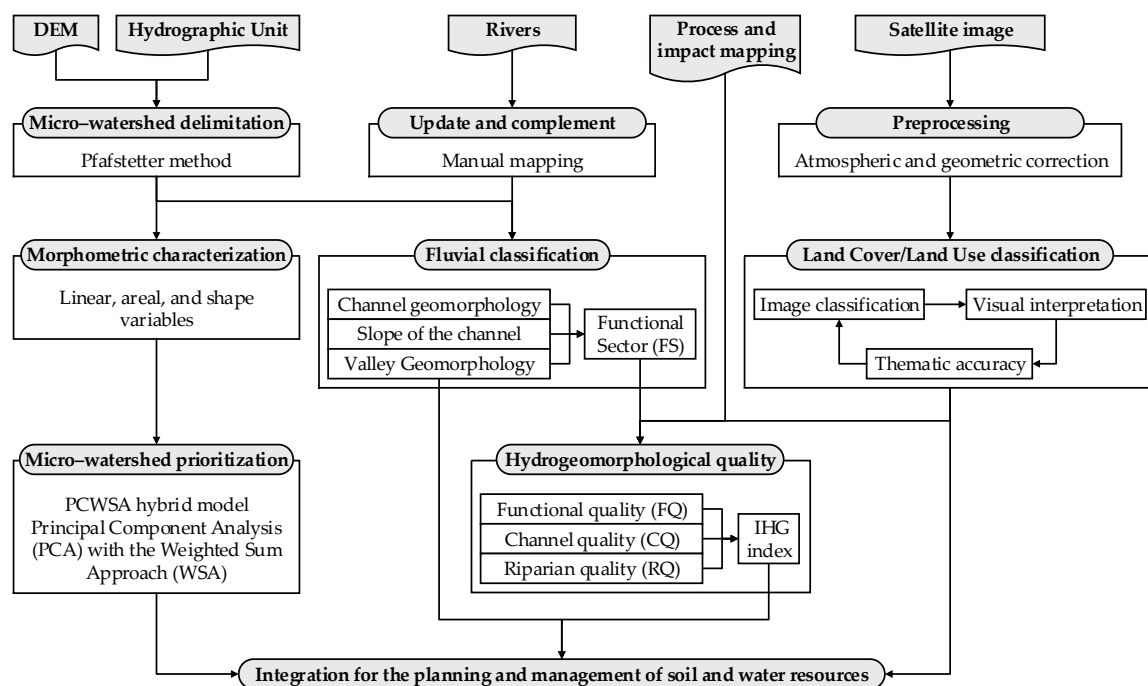 DEM
Hydrographic Unit
Rivers
Process and
impact mapping
Satellite image
Micro–watershed delimitation
Pfafstetter method
Update and complement
Manual mapping
Preprocessing
Atmospheric and geometric correction
Morphometric characterization
Linear, areal, and shape
variables
Fluvial classification
Channel geomorphology
Slope of the channel
Valley Geomorphology
Functional
Sector (FS)
Land Cover/Land Use classification
Image classification
Visual interpretation
Thematic accuracy
Micro–watershed prioritization
PCWSA hybrid model
Principal Component Analysis
(PCA) with the Weighted Sum
Approach (WSA)
Hydrogeomorphological quality
Functional quality (FQ)
Channel quality (CQ)
Riparian quality (RQ)
IHG
index
Integration for the planning and management of soil and water resources